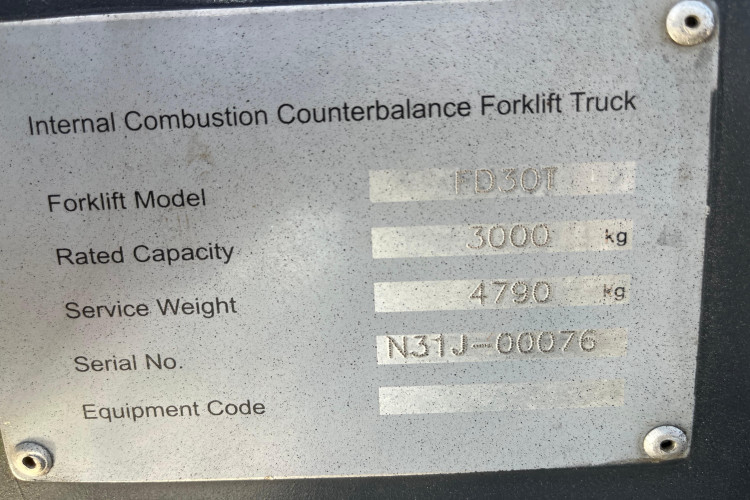 Internal Combustion Counterbalance Forklift Truck
Forklift Model FD30T
Rated Capacity 3000 kg
Service Weight 4790 kg
Serial No. N31J-00076
Equipment Code